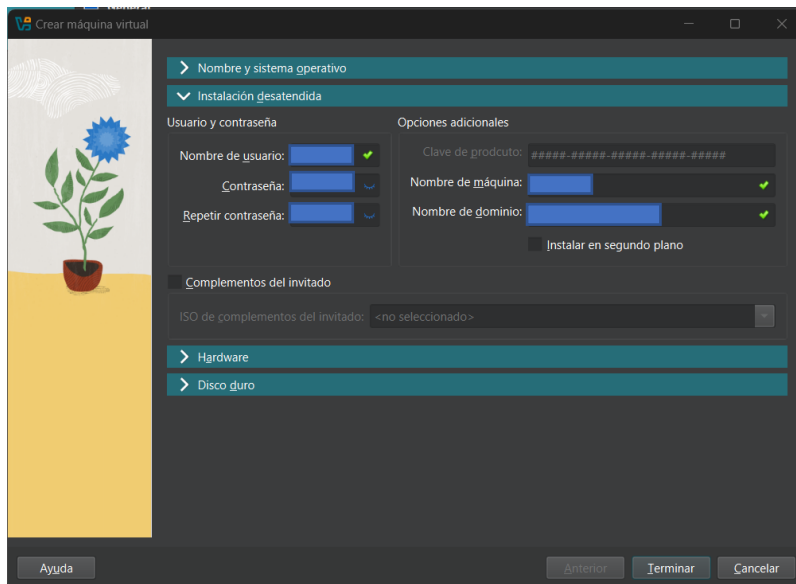 General
Crear máquina virtual
Nombre y sistema operativo
Instalación desatendida
Usuario y contraseña
Opciones adicionales
Nombre de usuario:
Contraseña:
Repetir contraseña:
Clave de prodcuto: #####-#####-#####-#####-#####
Nombre de máquina:
Nombre de dominio:
Instalar en segundo plano
Complementos del invitado
ISO de complementos del invitado: <no seleccionado>
Hardware
Disco duro
Ayuda
Anterior
Terminar
Cancelar